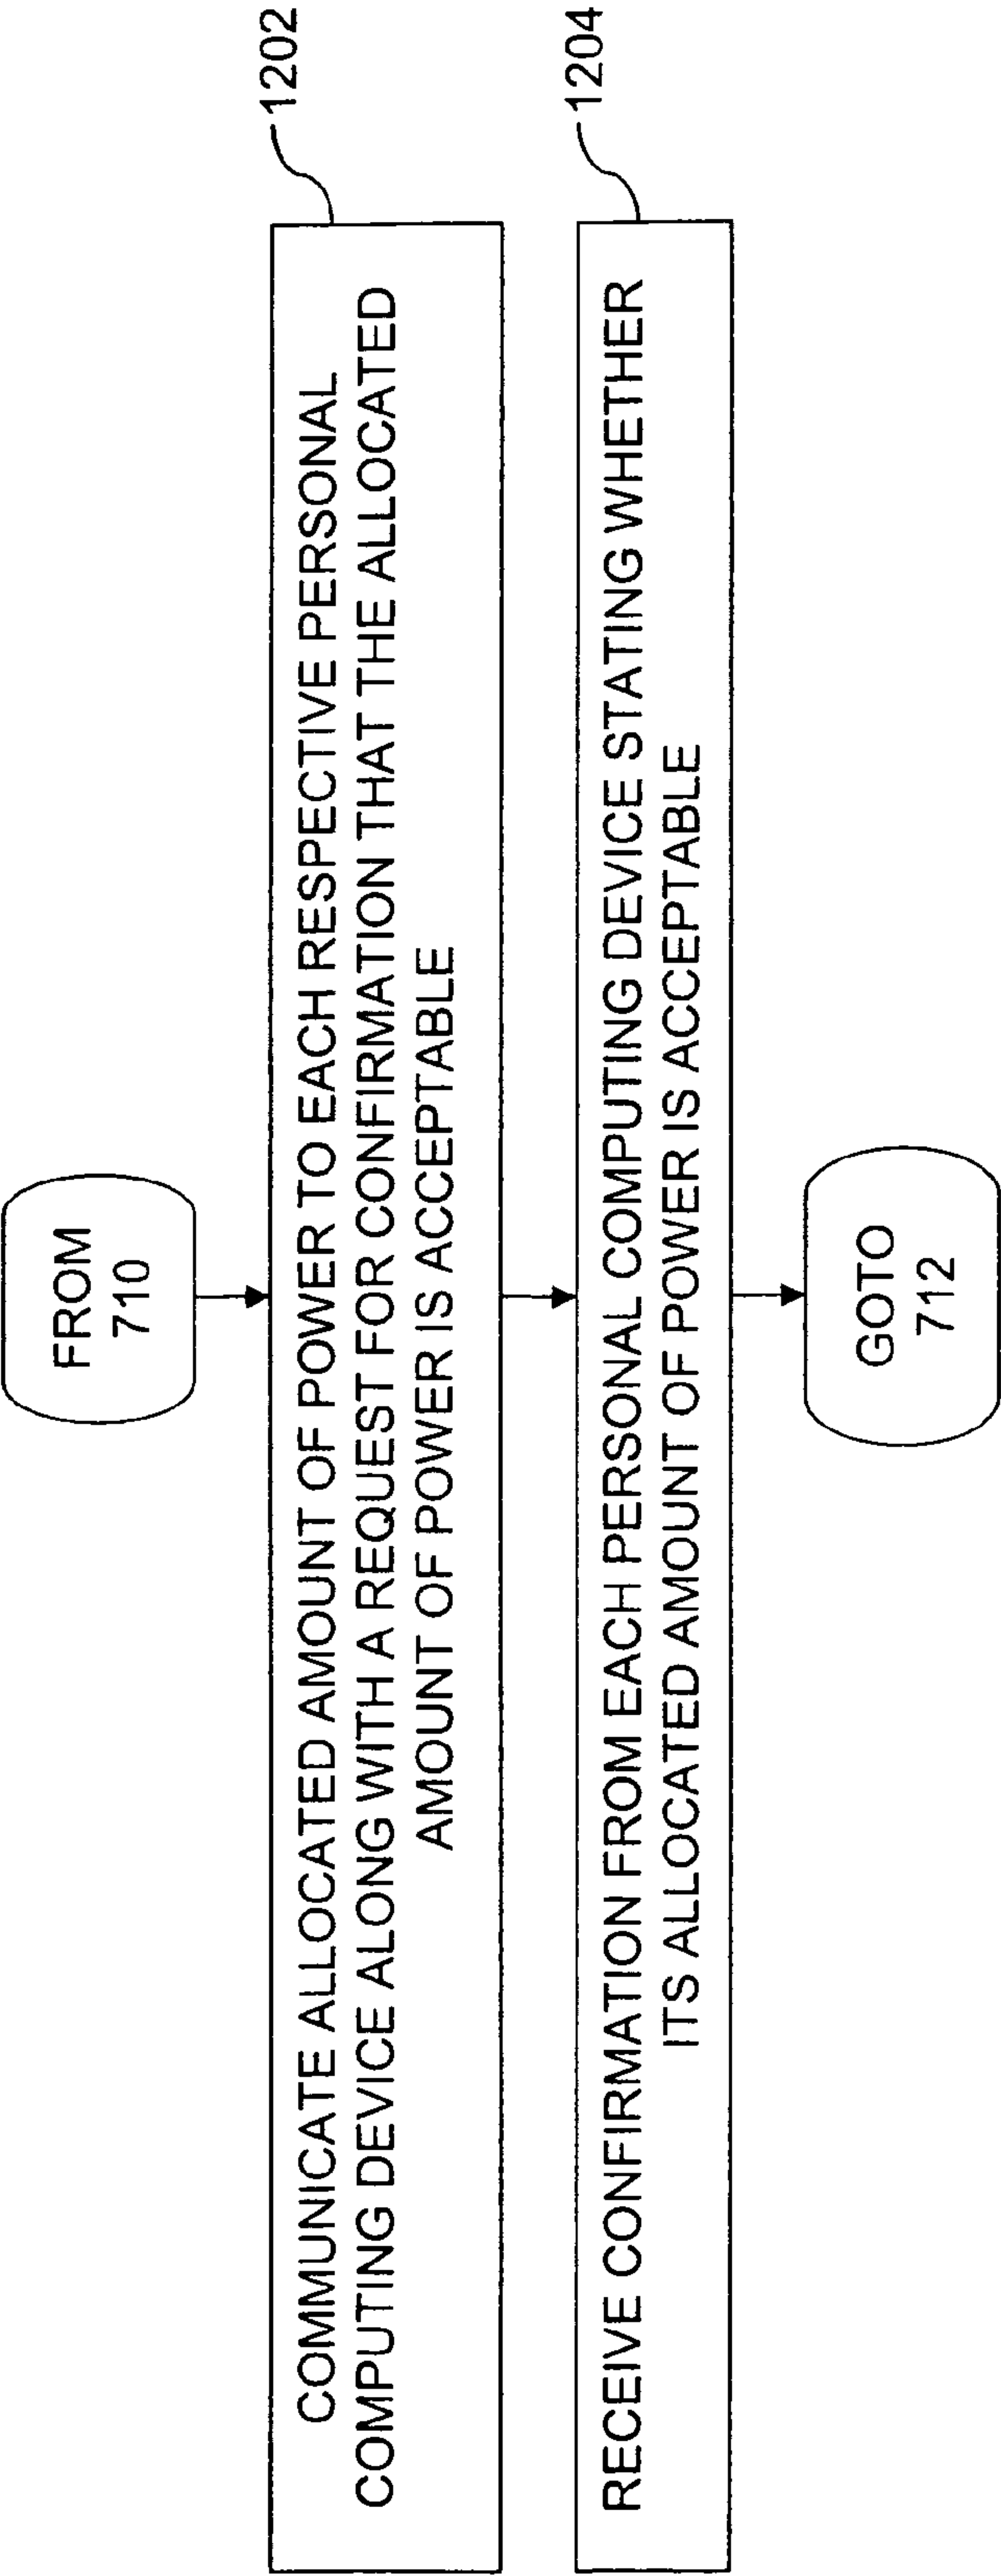 FROM
710
COMMUNICATE ALLOCATED AMOUNT OF POWER TO EACH RESPECTIVE PERSONAL
COMPUTING DEVICE ALONG WITH A REQUEST FOR CONFIRMATION THAT THE ALLOCATED
AMOUNT OF POWER IS ACCEPTABLE
1202
RECEIVE CONFIRMATION FROM EACH PERSONAL COMPUTING DEVICE STATING WHETHER
ITS ALLOCATED AMOUNT OF POWER IS ACCEPTABLE
1204
GOTO
712